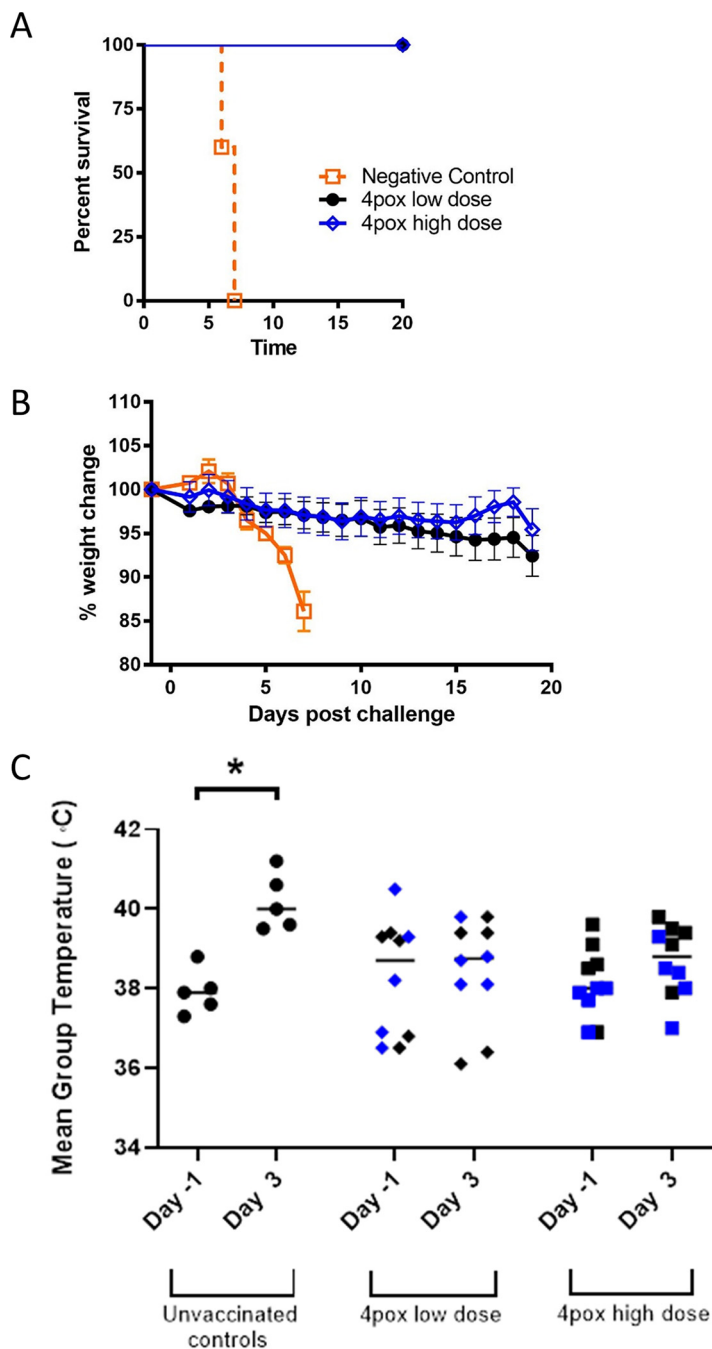 A
100
75
50
25
0
Percent survival
0 5 10 15 20
Time
Negative Control
4pox low dose
4pox high dose
B
110
105
100
95
90
85
80
% weight change
0 5 10 15 20
Days post challenge
C
*
42
40
38
36
34
Mean Group Temperature (◦C)
Day -1 Day 3 Day -1 Day 3 Day -1 Day 3
Unvaccinated 4pox low dose 4pox high dose
controls